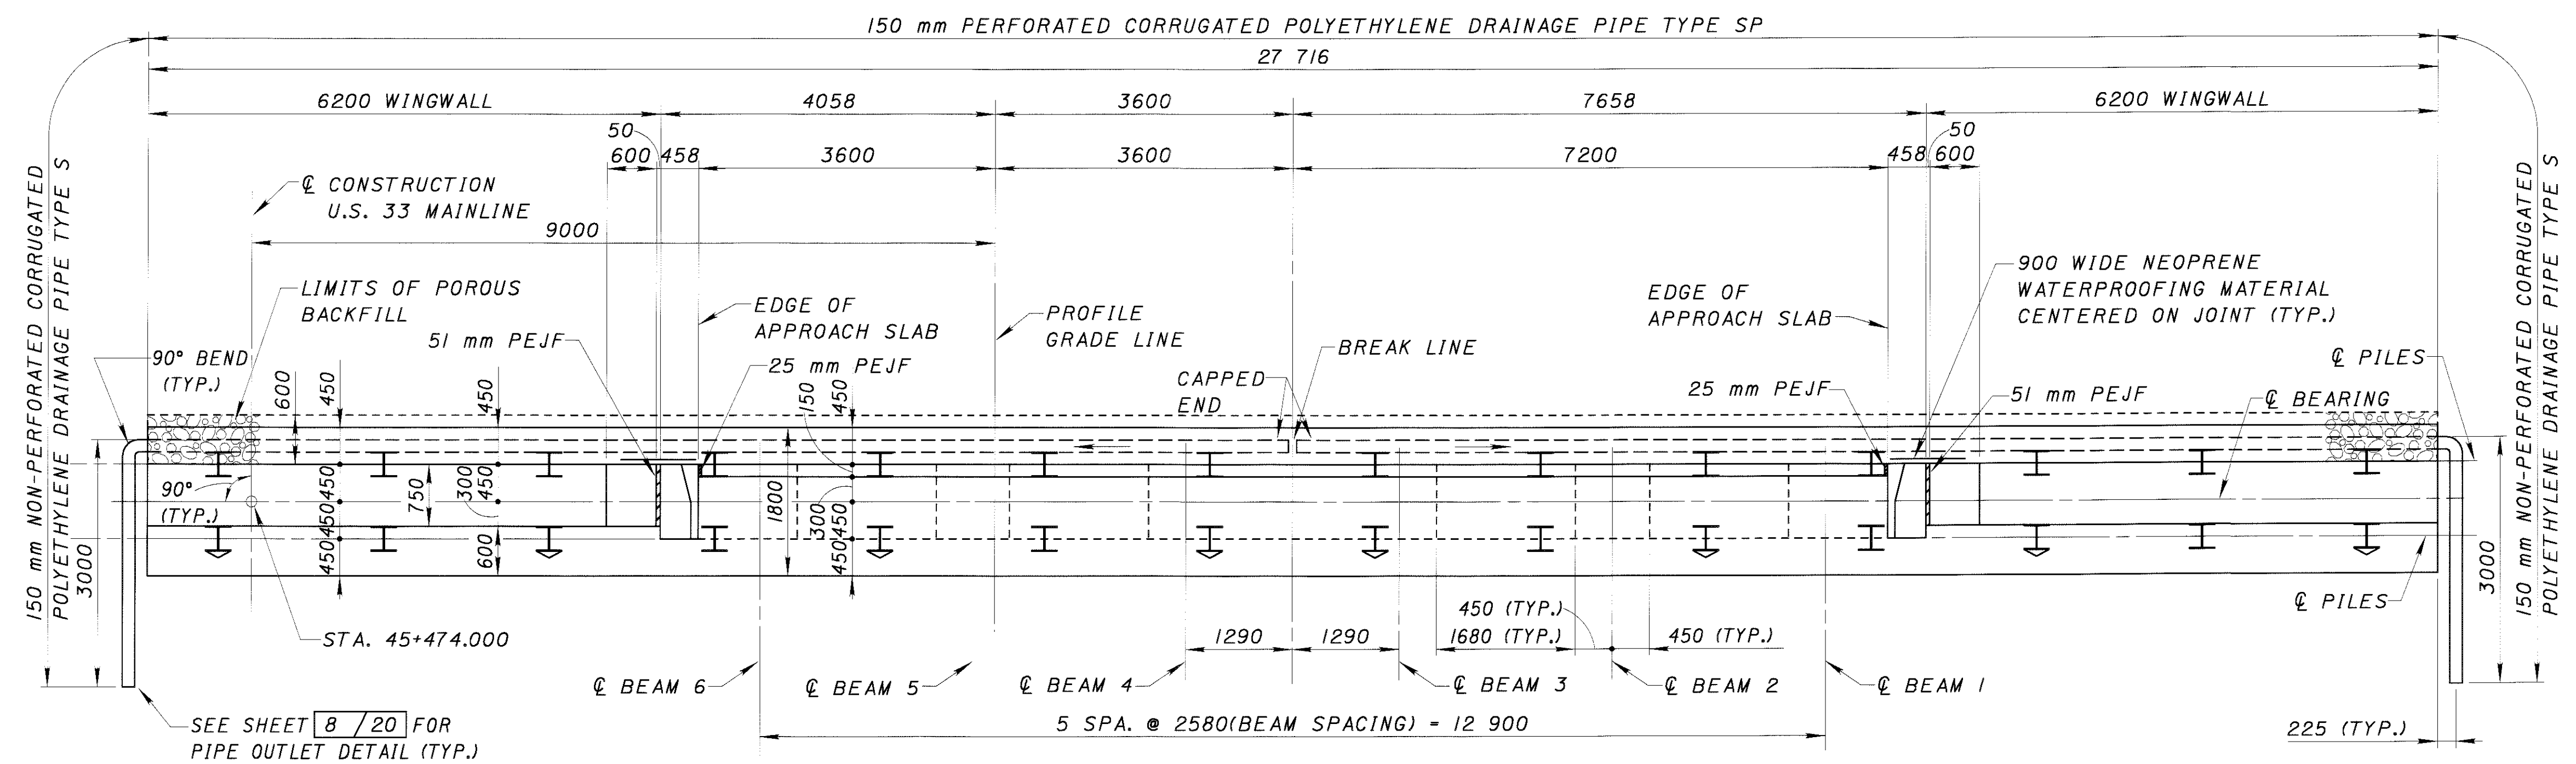 150 mm PERFORATED CORRUGATED POLYETHYLENE DRAINAGE PIPE TYPE SP
27 716
6200 WINGWALL
4058
3600
7658
6200 WINGWALL
50
50
600
458
3600
3600
7200
458
600
℄ CONSTRUCTION
U.S. 33 MAINLINE
9000
150 mm NON-PERFORATED CORRUGATED
POLYETHYLENE DRAINAGE PIPE TYPE S
150 mm NON-PERFORATED CORRUGATED
POLYETHYLENE DRAINAGE PIPE TYPE S
LIMITS OF POROUS
BACKFILL
51 mm PEJF
EDGE OF
APPROACH SLAB
25 mm PEJF
PROFILE
GRADE LINE
BREAK LINE
CAPPED
END
EDGE OF
APPROACH SLAB
900 WIDE NEOPRENE
WATERPROOFING MATERIAL
CENTERED ON JOINT (TYP.)
25 mm PEJF
51 mm PEJF
℄ PILES
℄ BEARING
90° BEND
(TYP.)
600
450
450
150
450
90°
(TYP.)
450
450
450
750
300
450
600
1800
300
450
450
3000
3000
STA. 45+474.000
℄ PILES
1290
1290
450 (TYP.)
1680 (TYP.)
450 (TYP.)
℄ BEAM 6
℄ BEAM 5
℄ BEAM 4
℄ BEAM 3
℄ BEAM 2
℄ BEAM 1
5 SPA. @ 2580(BEAM SPACING) = 12 900
SEE SHEET 8 / 20 FOR
PIPE OUTLET DETAIL (TYP.)
225 (TYP.)